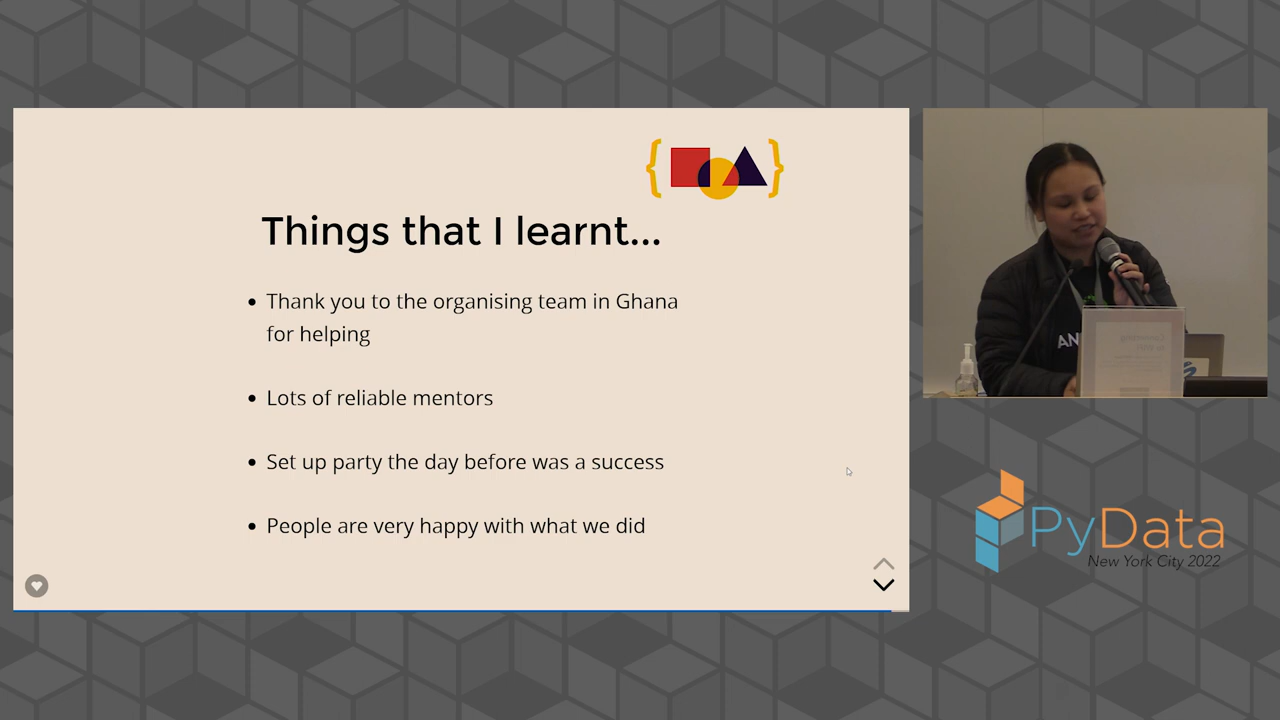 Things that I learnt...
• Thank you to the organising team in Ghana
for helping
• Lots of reliable mentors
• Set up party the day before was a success
• People are very happy with what we did
AN
PyData
New York City 2022